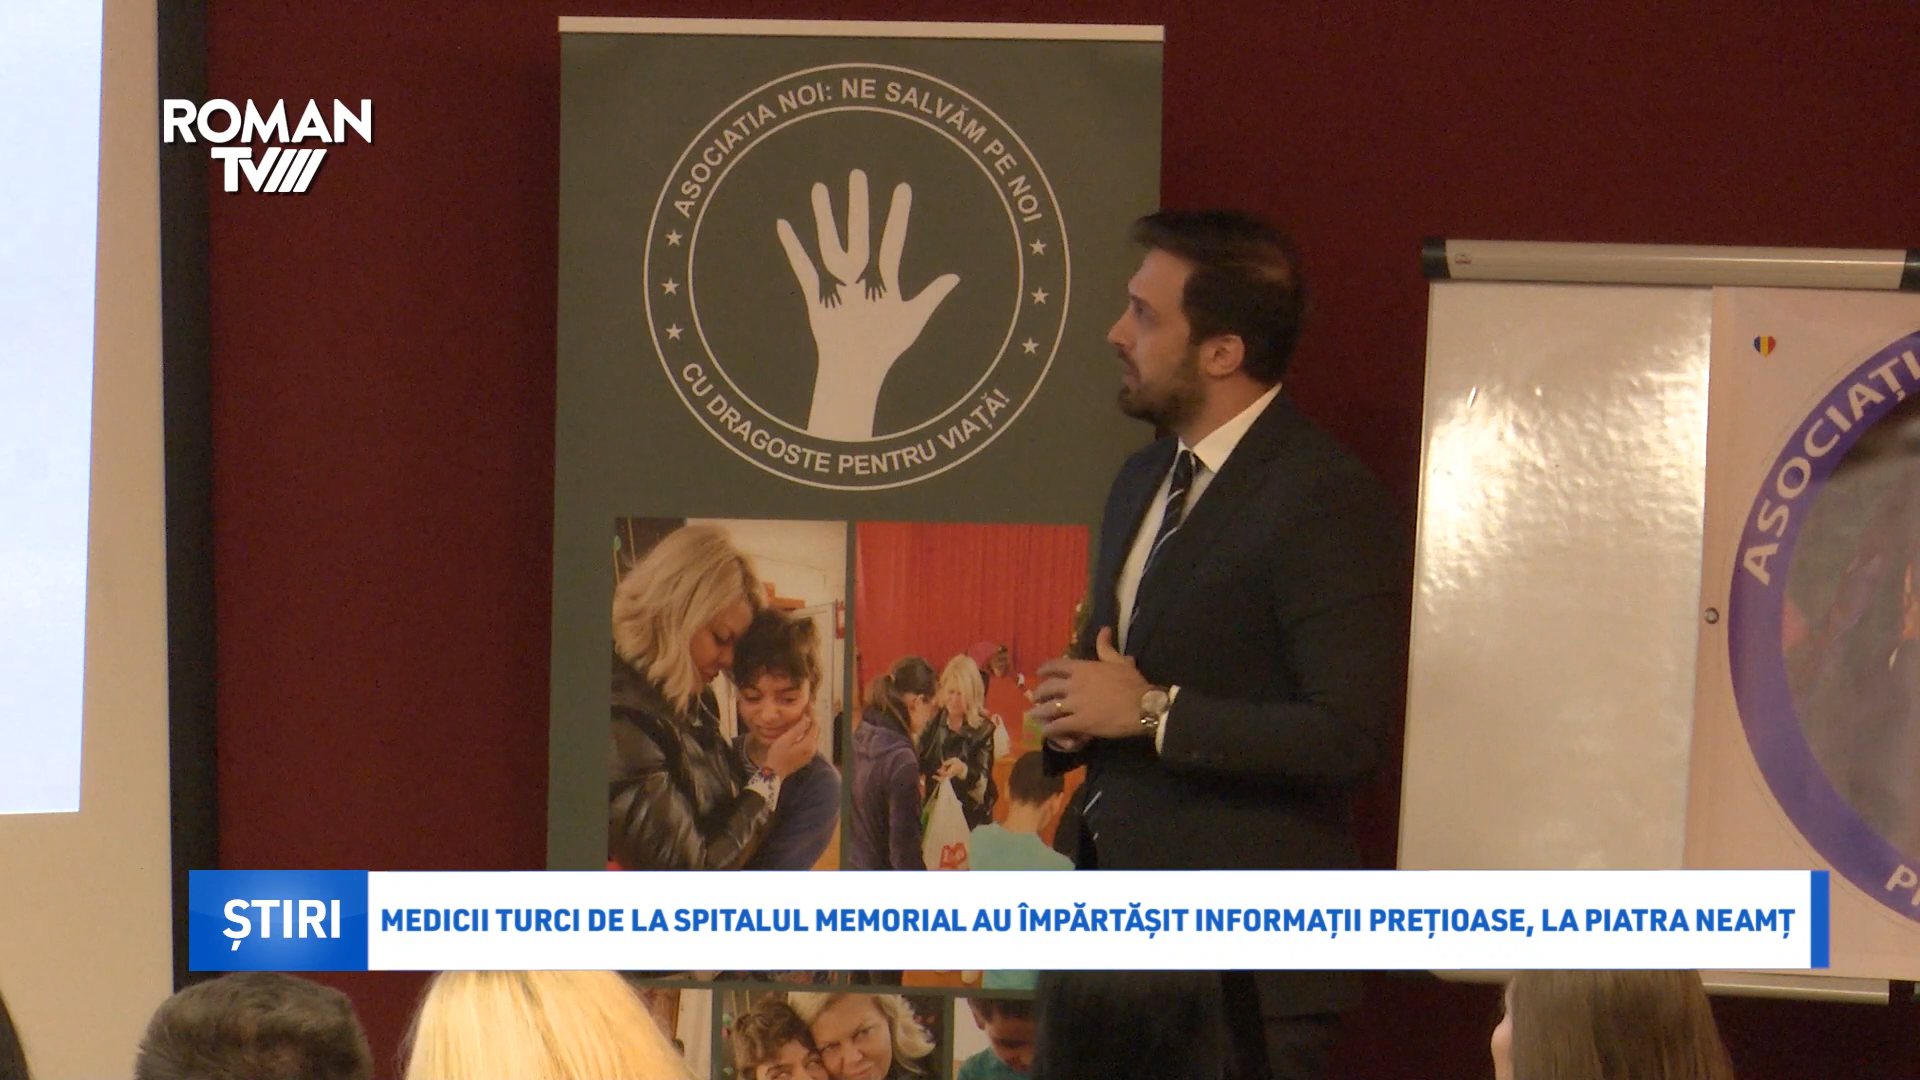 ROMAN
TV
ASOCIATIA NOI: NE SALVĂM PE NOI
CU DRAGOSTE PENTRU VIAȚĂ!
ASOCIAȚI
ȘTIRI
MEDICII TURCI DE LA SPITALUL MEMORIAL AU ÎMPĂRTĂȘIT INFORMAȚII PREȚIOASE, LA PIATRA NEAMȚ